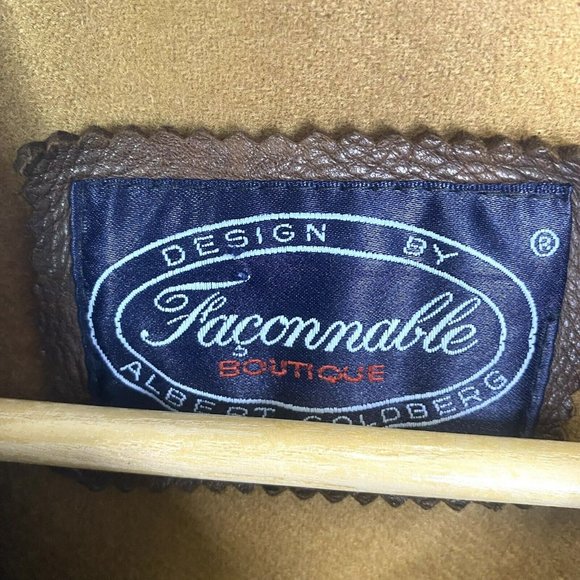 DESIGN BY
®
Façonnable
BOUTIQUE
ALBERT GOLDBERG